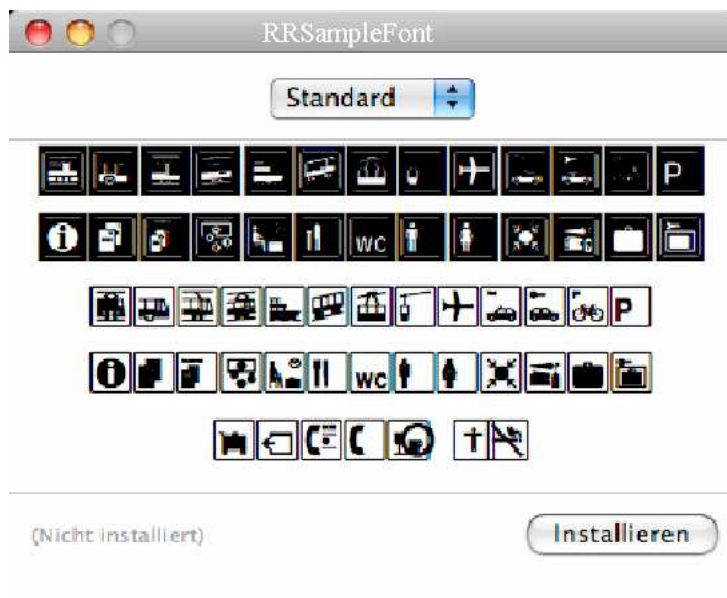 RRSampleFont
Standard
P
WC
P
WC
(Nicht installiert)
Installieren